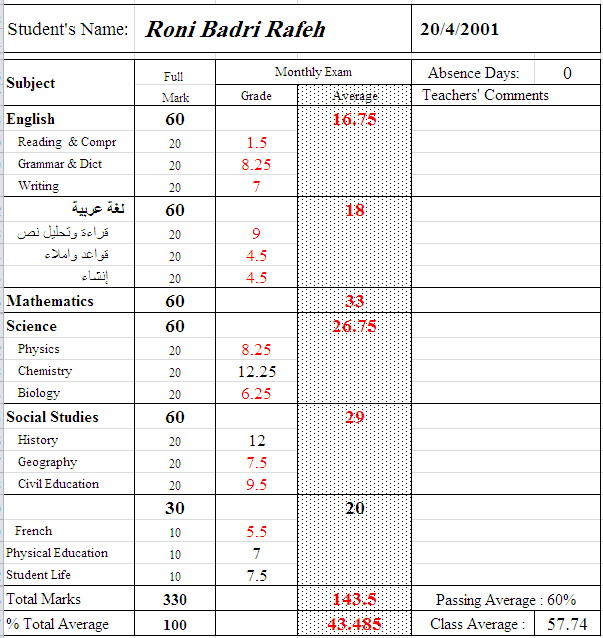 Student's Name: Roni Badri Rafeh 20/4/2001
Subject Full Mark Monthly Exam Absence Days: 0
Grade Average Teachers' Comments
English 60 16.75
Reading & Compr 20 1.5
Grammar & Dict 20 8.25
Writing 20 7
لغة عربية 60 18
قراءة وتحليل نص 20 9
قواعد واملاء 20 4.5
إنشاء 20 4.5
Mathematics 60 33
Science 60 26.75
Physics 20 8.25
Chemistry 20 12.25
Biology 20 6.25
Social Studies 60 29
History 20 12
Geography 20 7.5
Civil Education 20 9.5
30 20
French 10 5.5
Physical Education 10 7
Student Life 10 7.5
Total Marks 330 143.5 Passing Average : 60%
% Total Average 100 43.485 Class Average : 57.74